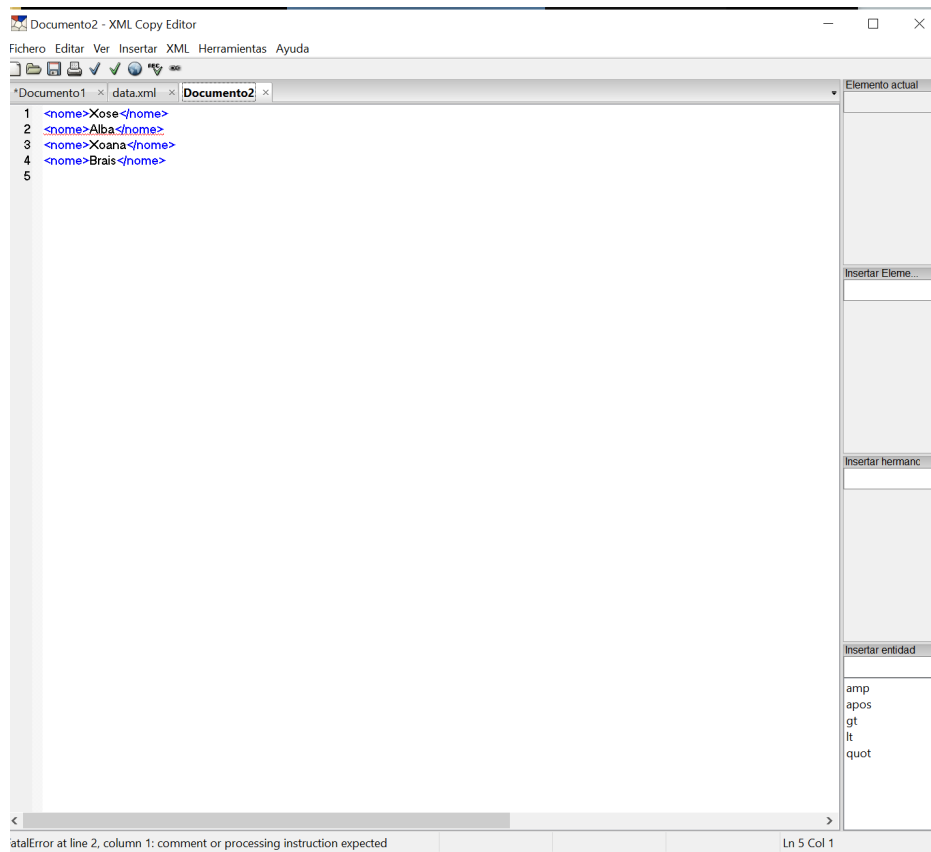 Documento2 - XML Copy Editor
Fichero Editar Ver Insertar XML Herramientas Ayuda
*Documento1 × data.xml × Documento2 ×
Elemento actual
1 <nome>Xose</nome>
2 <nome>Alba</nome>
3 <nome>Xoana</nome>
4 <nome>Brais</nome>
5
Insertar Eleme...
Insertar hermanc
Insertar entidad
amp
apos
gt
lt
quot
atalError at line 2, column 1: comment or processing instruction expected
Ln 5 Col 1